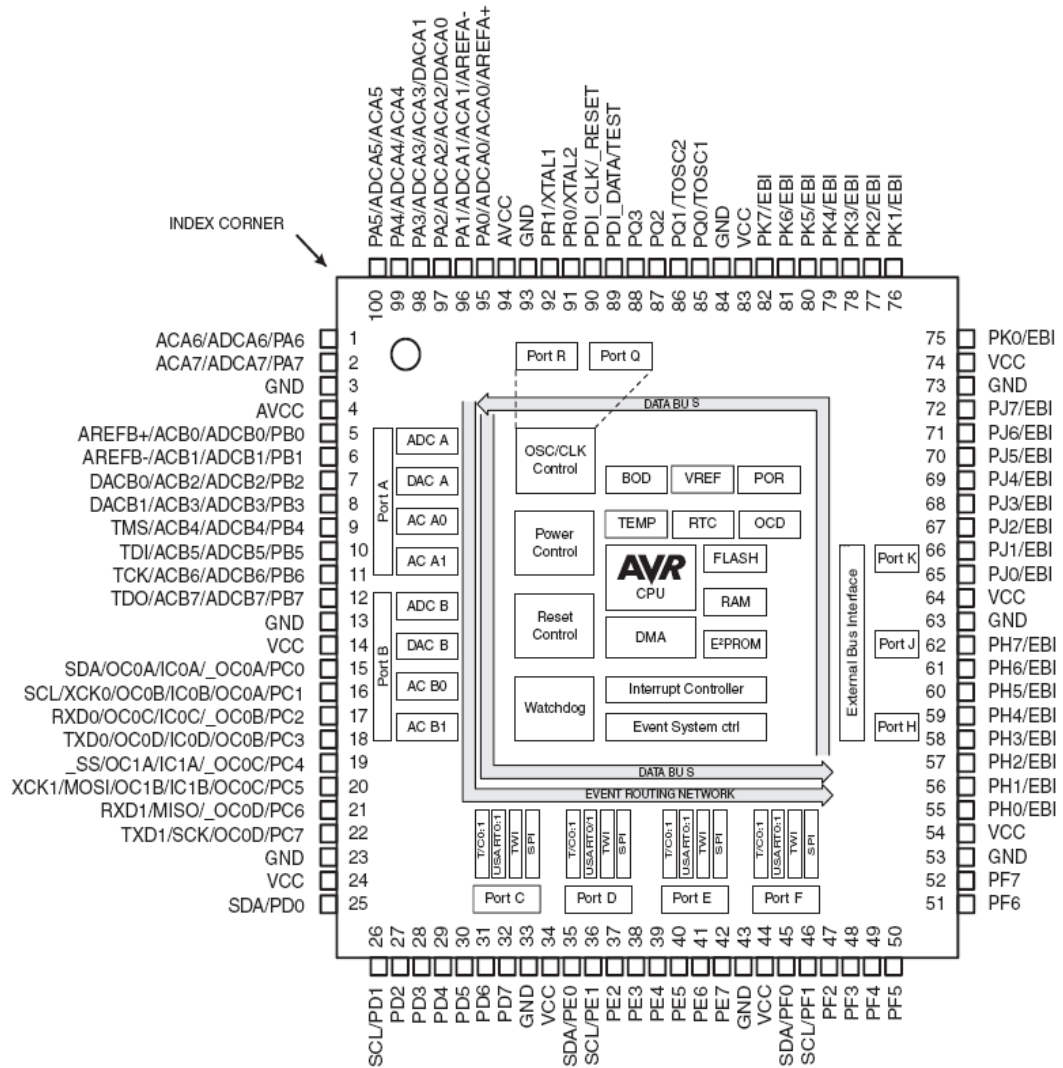 PA5/ADCA5/ACA5
PA4/ADCA4/ACA4
PA3/ADCA3/ACA3/DACA1
PA2/ADCA2/ACA2/DACA0
PA1/ADCA1/ACA1/AREFA-
PA0/ADCA0/ACA0/AREFA+
AVCC
GND
PR1/XTAL1
PR0/XTAL2
PDI_CLK/_RESET
PDI_DATA/TEST
PQ3
PQ2
PQ1/TOSC2
PQ0/TOSC1
GND
VCC
PK7/EBI
PK6/EBI
PK5/EBI
PK4/EBI
PK3/EBI
PK2/EBI
PK1/EBI
INDEX CORNER
100
99
98
97
96
95
94
93
92
91
90
89
88
87
86
85
84
83
82
81
80
79
78
77
76
ACA6/ADCA6/PA6 1
ACA7/ADCA7/PA7 2
GND 3
AVCC 4
AREFB+/ACB0/ADCB0/PB0 5
AREFB-/ACB1/ADCB1/PB1 6
DACB0/ACB2/ADCB2/PB2 7
DACB1/ACB3/ADCB3/PB3 8
TMS/ACB4/ADCB4/PB4 9
TDI/ACB5/ADCB5/PB5 10
TCK/ACB6/ADCB6/PB6 11
TDO/ACB7/ADCB7/PB7 12
GND 13
VCC 14
SDA/OC0A/IC0A/_OC0A/PC0 15
SCL/XCK0/OC0B/IC0B/OC0A/PC1 16
RXD0/OC0C/IC0C/_OC0B/PC2 17
TXD0/OC0D/IC0D/OC0B/PC3 18
_SS/OC1A/IC1A/_OC0C/PC4 19
XCK1/MOSI/OC1B/IC1B/OC0C/PC5 20
RXD1/MISO/_OC0D/PC6 21
TXD1/SCK/OC0D/PC7 22
GND 23
VCC 24
SDA/PD0 25
Port R
Port Q
DATA BUS
Port A
ADC A
DAC A
AC A0
AC A1
Port B
ADC B
DAC B
AC B0
AC B1
OSC/CLK
Control
Power
Control
Reset
Control
Watchdog
BOD
VREF
POR
TEMP
RTC
OCD
AVR
CPU
FLASH
RAM
DMA
E²PROM
Interrupt Controller
Event System ctrl
External Bus Interface
Port K
Port J
Port H
DATA BUS
EVENT ROUTING NETWORK
T/C0:1
USART0:1
TWI
SPI
T/C0:1
USART0/1
TWI
SPI
T/C0:1
USART0:1
TWI
SPI
T/C0:1
USART0:1
TWI
SPI
Port C
Port D
Port E
Port F
75 PK0/EBI
74 VCC
73 GND
72 PJ7/EBI
71 PJ6/EBI
70 PJ5/EBI
69 PJ4/EBI
68 PJ3/EBI
67 PJ2/EBI
66 PJ1/EBI
65 PJ0/EBI
64 VCC
63 GND
62 PH7/EBI
61 PH6/EBI
60 PH5/EBI
59 PH4/EBI
58 PH3/EBI
57 PH2/EBI
56 PH1/EBI
55 PH0/EBI
54 VCC
53 GND
52 PF7
51 PF6
26
27
28
29
30
31
32
33
34
35
36
37
38
39
40
41
42
43
44
45
46
47
48
49
50
SCL/PD1
PD2
PD3
PD4
PD5
PD6
PD7
GND
VCC
SDA/PE0
SCL/PE1
PE2
PE3
PE4
PE5
PE6
PE7
GND
VCC
SDA/PF0
SCL/PF1
PF2
PF3
PF4
PF5